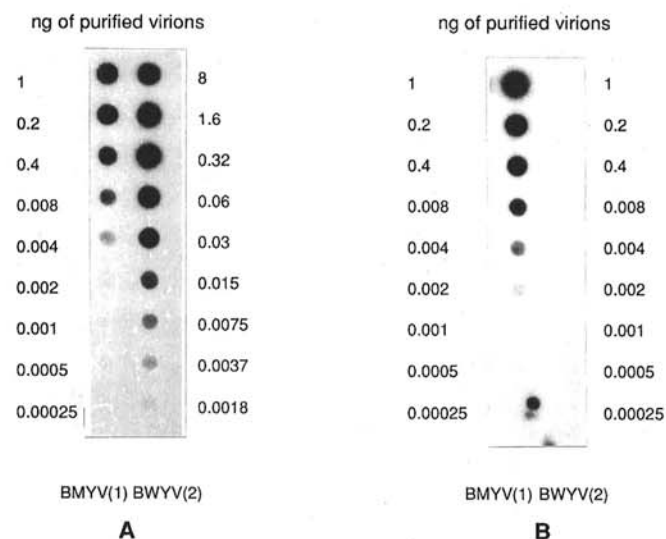 ng of purified virions
ng of purified virions
1 8 1 1
0.2 1.6 0.2 0.2
0.4 0.32 0.4 0.4
0.008 0.06 0.008 0.008
0.004 0.03 0.004 0.004
0.002 0.015 0.002 0.002
0.001 0.0075 0.001 0.001
0.0005 0.0037 0.0005 0.0005
0.00025 0.0018 0.00025 0.00025
BMYV(1) BWYV(2) BMYV(1) BWYV(2)
A B